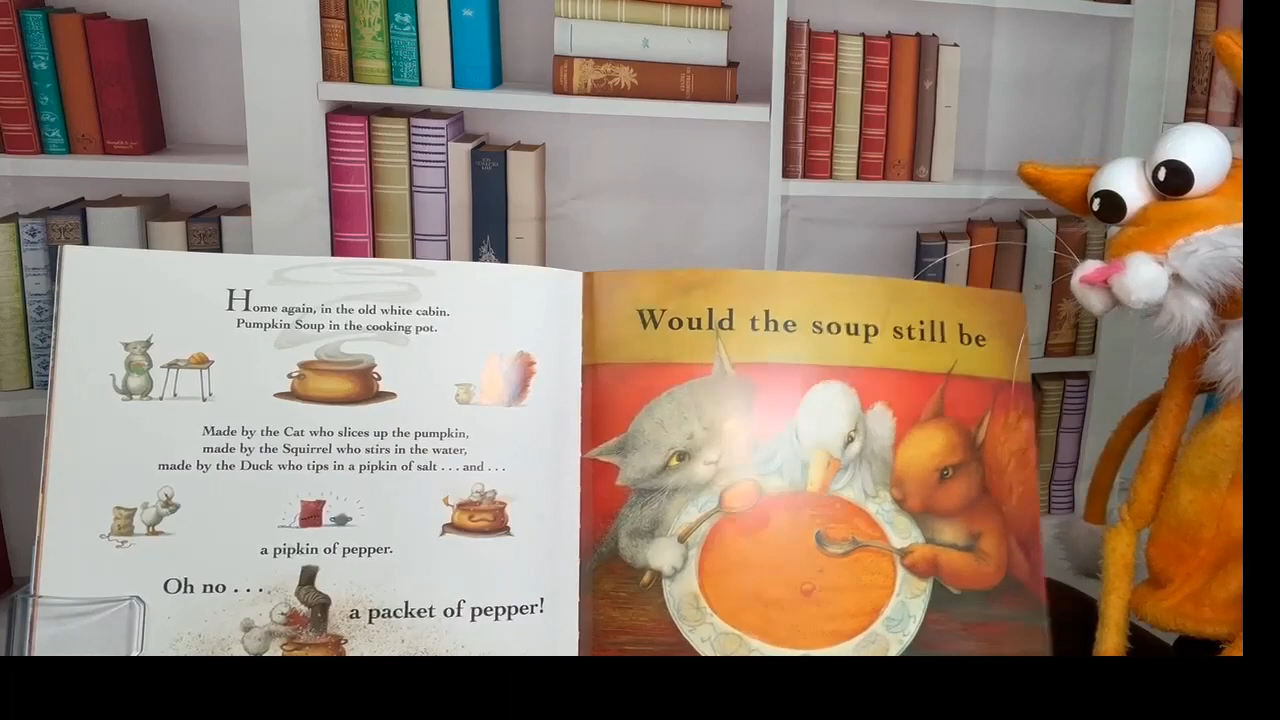 Home again, in the old white cabin.
Pumpkin Soup in the cooking pot.
Made by the Cat who slices up the pumpkin,
made by the Squirrel who stirs in the water,
made by the Duck who tips in a pipkin of salt . . . and . . .
a pipkin of pepper.
Oh no . . .
a packet of pepper!
Would the soup still be